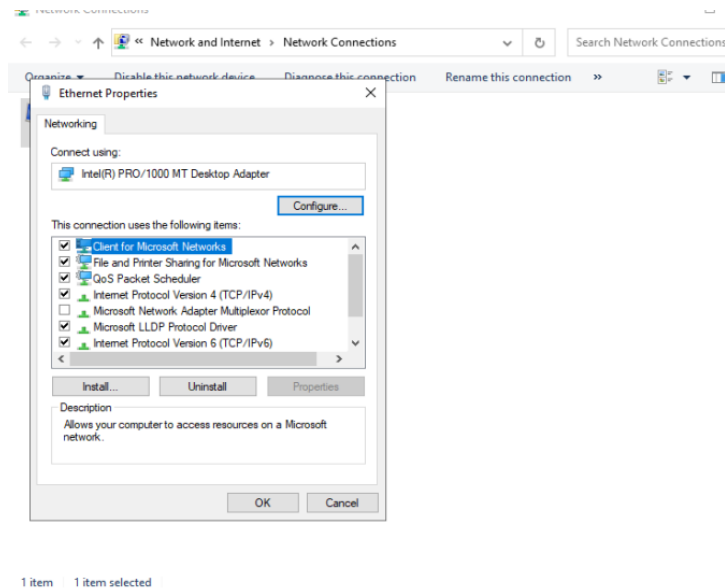 Network Connections
« Network and Internet > Network Connections
Search Network Connections
Organize Disable this network device Diagnose this connection Rename this connection »
Ethernet Properties
Networking
Connect using:
Intel(R) PRO/1000 MT Desktop Adapter
Configure...
This connection uses the following items:
Client for Microsoft Networks
File and Printer Sharing for Microsoft Networks
QoS Packet Scheduler
Internet Protocol Version 4 (TCP/IPv4)
Microsoft Network Adapter Multiplexor Protocol
Microsoft LLDP Protocol Driver
Internet Protocol Version 6 (TCP/IPv6)
Install... Uninstall Properties
Description
Allows your computer to access resources on a Microsoft
network.
OK Cancel
1 item 1 item selected